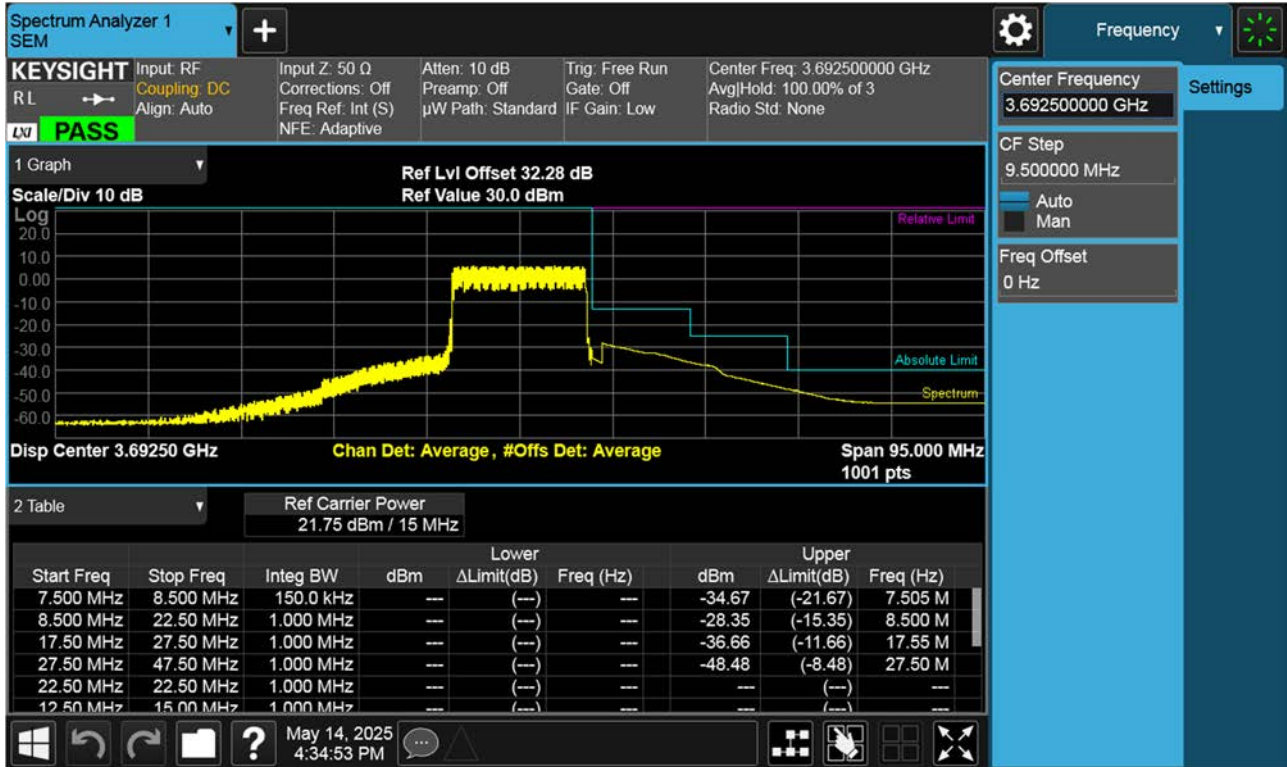 Spectrum Analyzer 1
SEM
Frequency
KEYSIGHT
RL
LXI
PASS
Input: RF
Coupling: DC
Align: Auto
Input Z: 50 Ω
Corrections: Off
Freq Ref: Int (S)
NFE: Adaptive
Atten: 10 dB
Preamp: Off
µW Path: Standard
Trig: Free Run
Gate: Off
IF Gain: Low
Center Freq: 3.692500000 GHz
Avg|Hold: 100.00% of 3
Radio Std: None
Center Frequency
3.692500000 GHz
Settings
CF Step
9.500000 MHz
Auto
Man
Freq Offset
0 Hz
1 Graph
Scale/Div 10 dB
Ref Lvl Offset 32.28 dB
Ref Value 30.0 dBm
Log
20.0
10.0
0.00
-10.0
-20.0
-30.0
-40.0
-50.0
-60.0
Relative Limit
Absolute Limit
Spectrum
Disp Center 3.69250 GHz
Chan Det: Average, #Offs Det: Average
Span 95.000 MHz
1001 pts
2 Table
Ref Carrier Power
21.75 dBm / 15 MHz
Lower Upper
Start Freq Stop Freq Integ BW dBm ΔLimit(dB) Freq (Hz) dBm ΔLimit(dB) Freq (Hz)
7.500 MHz 8.500 MHz 150.0 kHz --- (---) --- -34.67 (-21.67) 7.505 M
8.500 MHz 22.50 MHz 1.000 MHz --- (---) --- -28.35 (-15.35) 8.500 M
17.50 MHz 27.50 MHz 1.000 MHz --- (---) --- -36.66 (-11.66) 17.55 M
27.50 MHz 47.50 MHz 1.000 MHz --- (---) --- -48.48 (-8.48) 27.50 M
22.50 MHz 22.50 MHz 1.000 MHz --- (---) --- --- (---) ---
12.50 MHz 15.00 MHz 1.000 MHz --- (---) --- --- (---) ---
May 14, 2025
4:34:53 PM